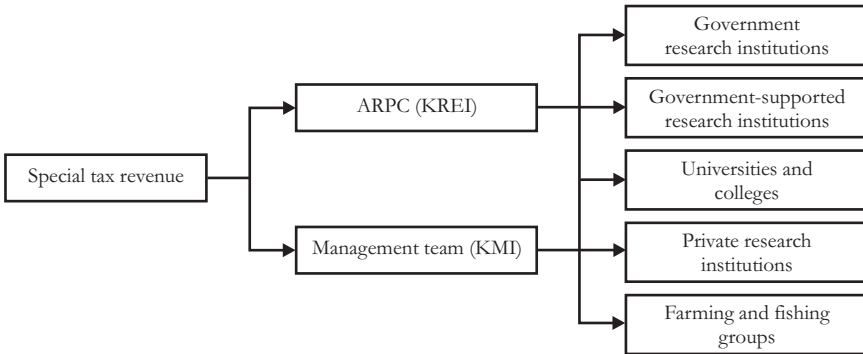 Government
research institutions
ARPC (KREI)
Government-supported
research institutions
Special tax revenue
Universities and
colleges
Management team (KMI)
Private research
institutions
Farming and fishing
groups